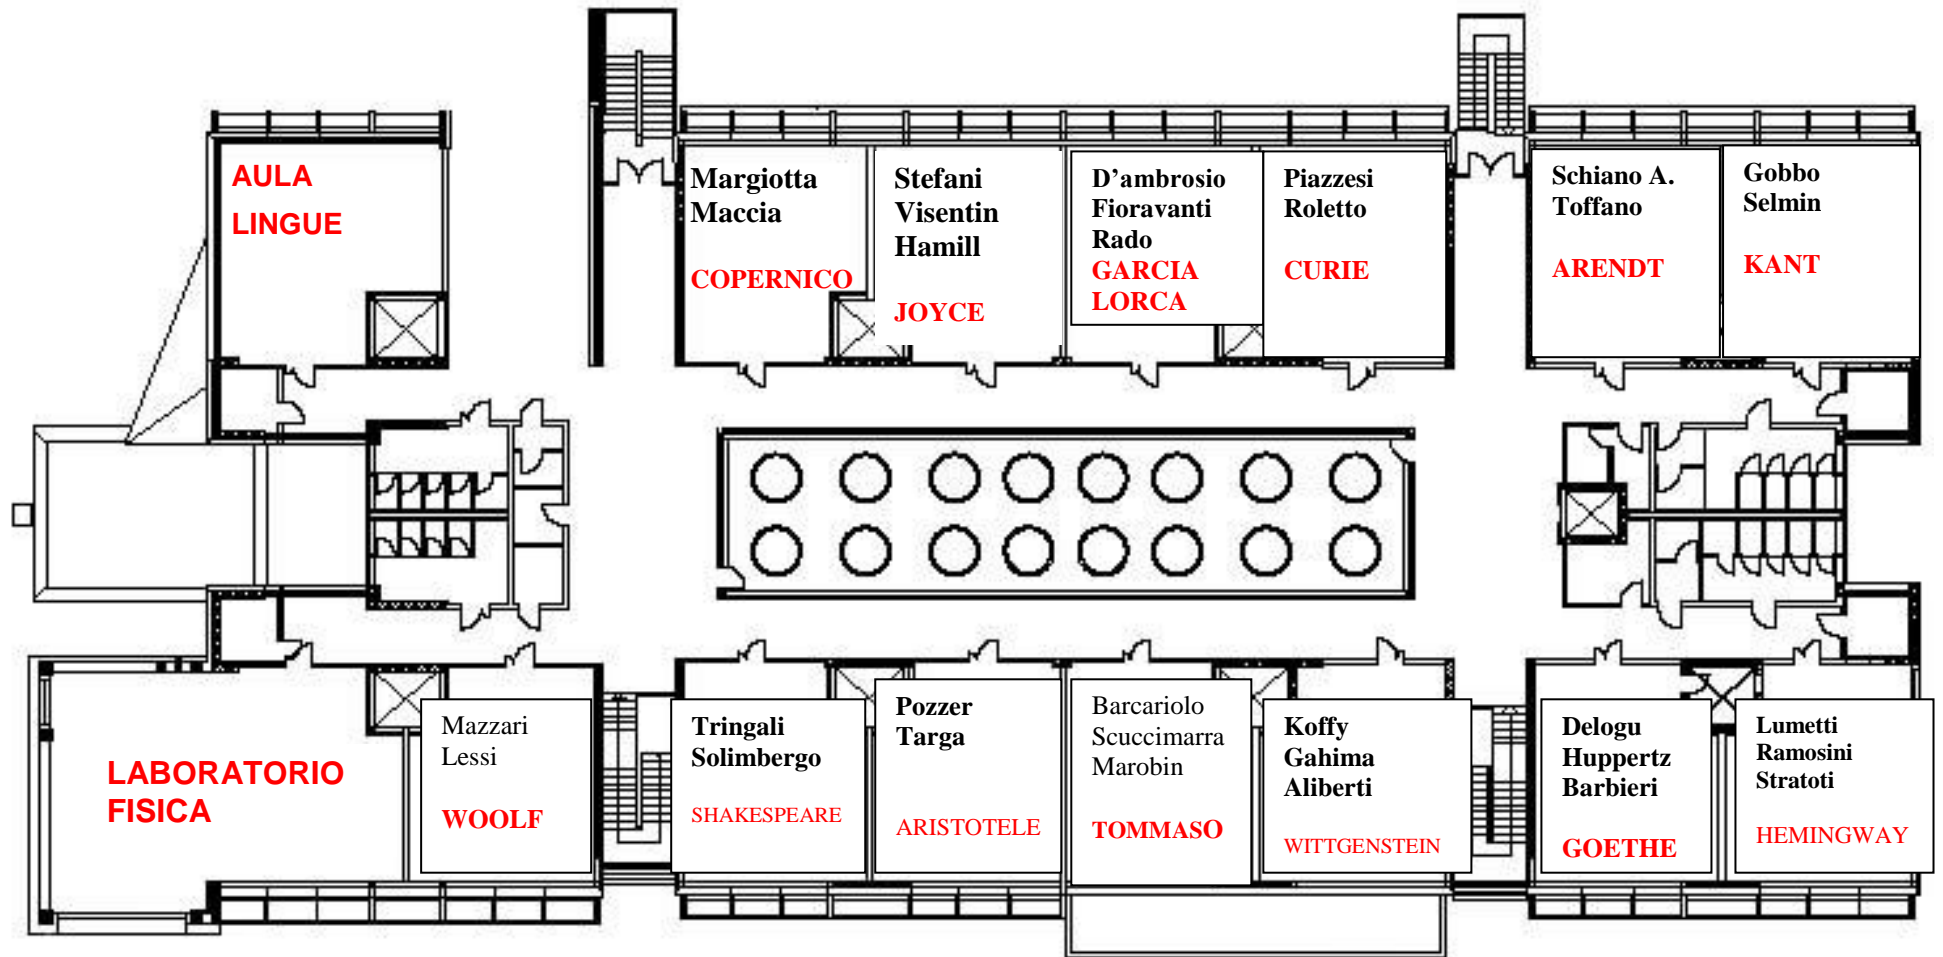 AULA
LINGUE
Margiotta
Maccia
COPERNICO
Stefani
Visentin
Hamill
JOYCE
D’ambrosio
Fioravanti
Rado
GARCIA
LORCA
Piazzesi
Roletto
CURIE
Schiano A.
Toffano
ARENDT
Gobbo
Selmin
KANT
LABORATORIO
FISICA
Mazzari
Lessi
WOOLF
Tringali
Solimbergo
SHAKESPEARE
Pozzer
Targa
ARISTOTELE
Barcariolo
Scuccimarra
Marobin
TOMMASO
Koffy
Gahima
Aliberti
WITTGENSTEIN
Delogu
Huppertz
Barbieri
GOETHE
Lumetti
Ramosini
Stratoti
HEMINGWAY